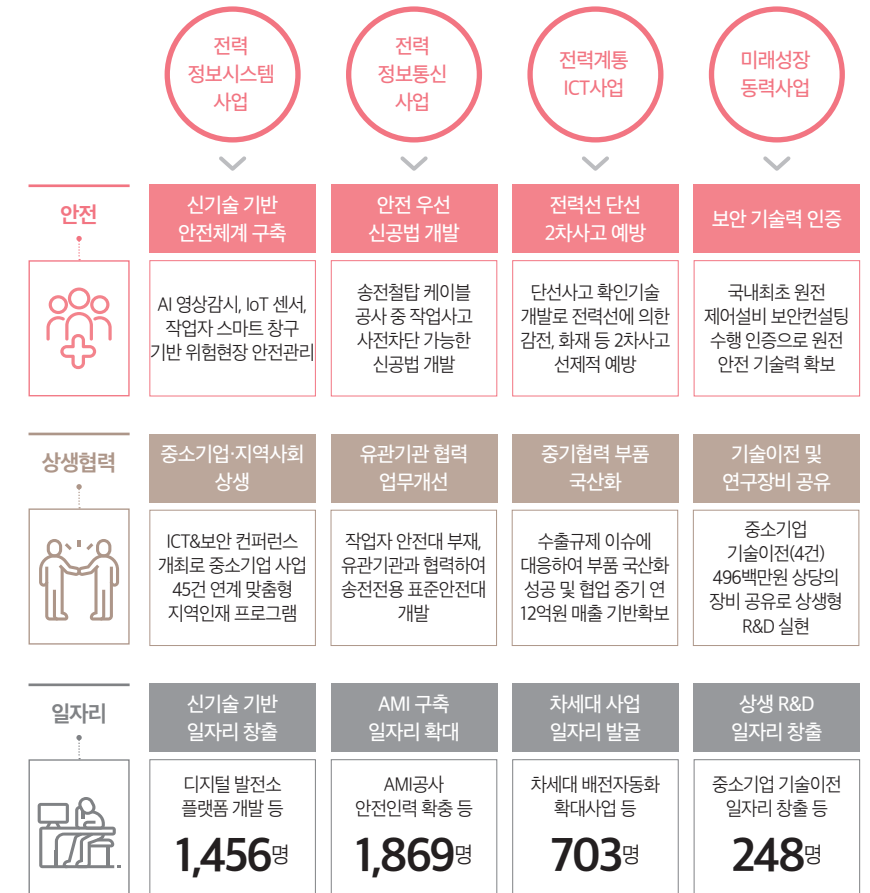 전력
정보시스템
사업
전력
정보통신
사업
전력계통
ICT사업
미래성장
동력사업
안전
신기술 기반
안전체계 구축
안전 우선
신공법 개발
전력선 단선
2차사고 예방
보안 기술력 인증
AI 영상감시, IoT 센서,
작업자 스마트 창구
기반 위험현장 안전관리
송전철탑 케이블
공사 중 작업사고
사전차단 가능한
신공법 개발
단선사고 확인기술
개발로 전력선에 의한
감전, 화재 등 2차사고
선제적 예방
국내최초 원전
제어설비 보안컨설팅
수행 인증으로 원전
안전 기술력 확보
상생협력
중소기업·지역사회
상생
유관기관 협력
업무개선
중기협력 부품
국산화
기술이전 및
연구장비 공유
ICT&보안 컨퍼런스
개최로 중소기업 사업
45건 연계 맞춤형
지역인재 프로그램
작업자 안전대 부재,
유관기관과 협력하여
송전전용 표준안전대
개발
수출규제 이슈에
대응하여 부품 국산화
성공 및 협업 중기 연
12억원 매출 기반확보
중소기업
기술이전(4건)
496백만원 상당의
장비 공유로 상생형
R&D 실현
일자리
신기술 기반
일자리 창출
AMI 구축
일자리 확대
차세대 사업
일자리 발굴
상생 R&D
일자리 창출
디지털 발전소
플랫폼 개발 등
1,456명
AMI공사
안전인력 확충 등
1,869명
차세대 배전자동화
확대사업 등
703명
중소기업 기술이전
일자리 창출 등
248명